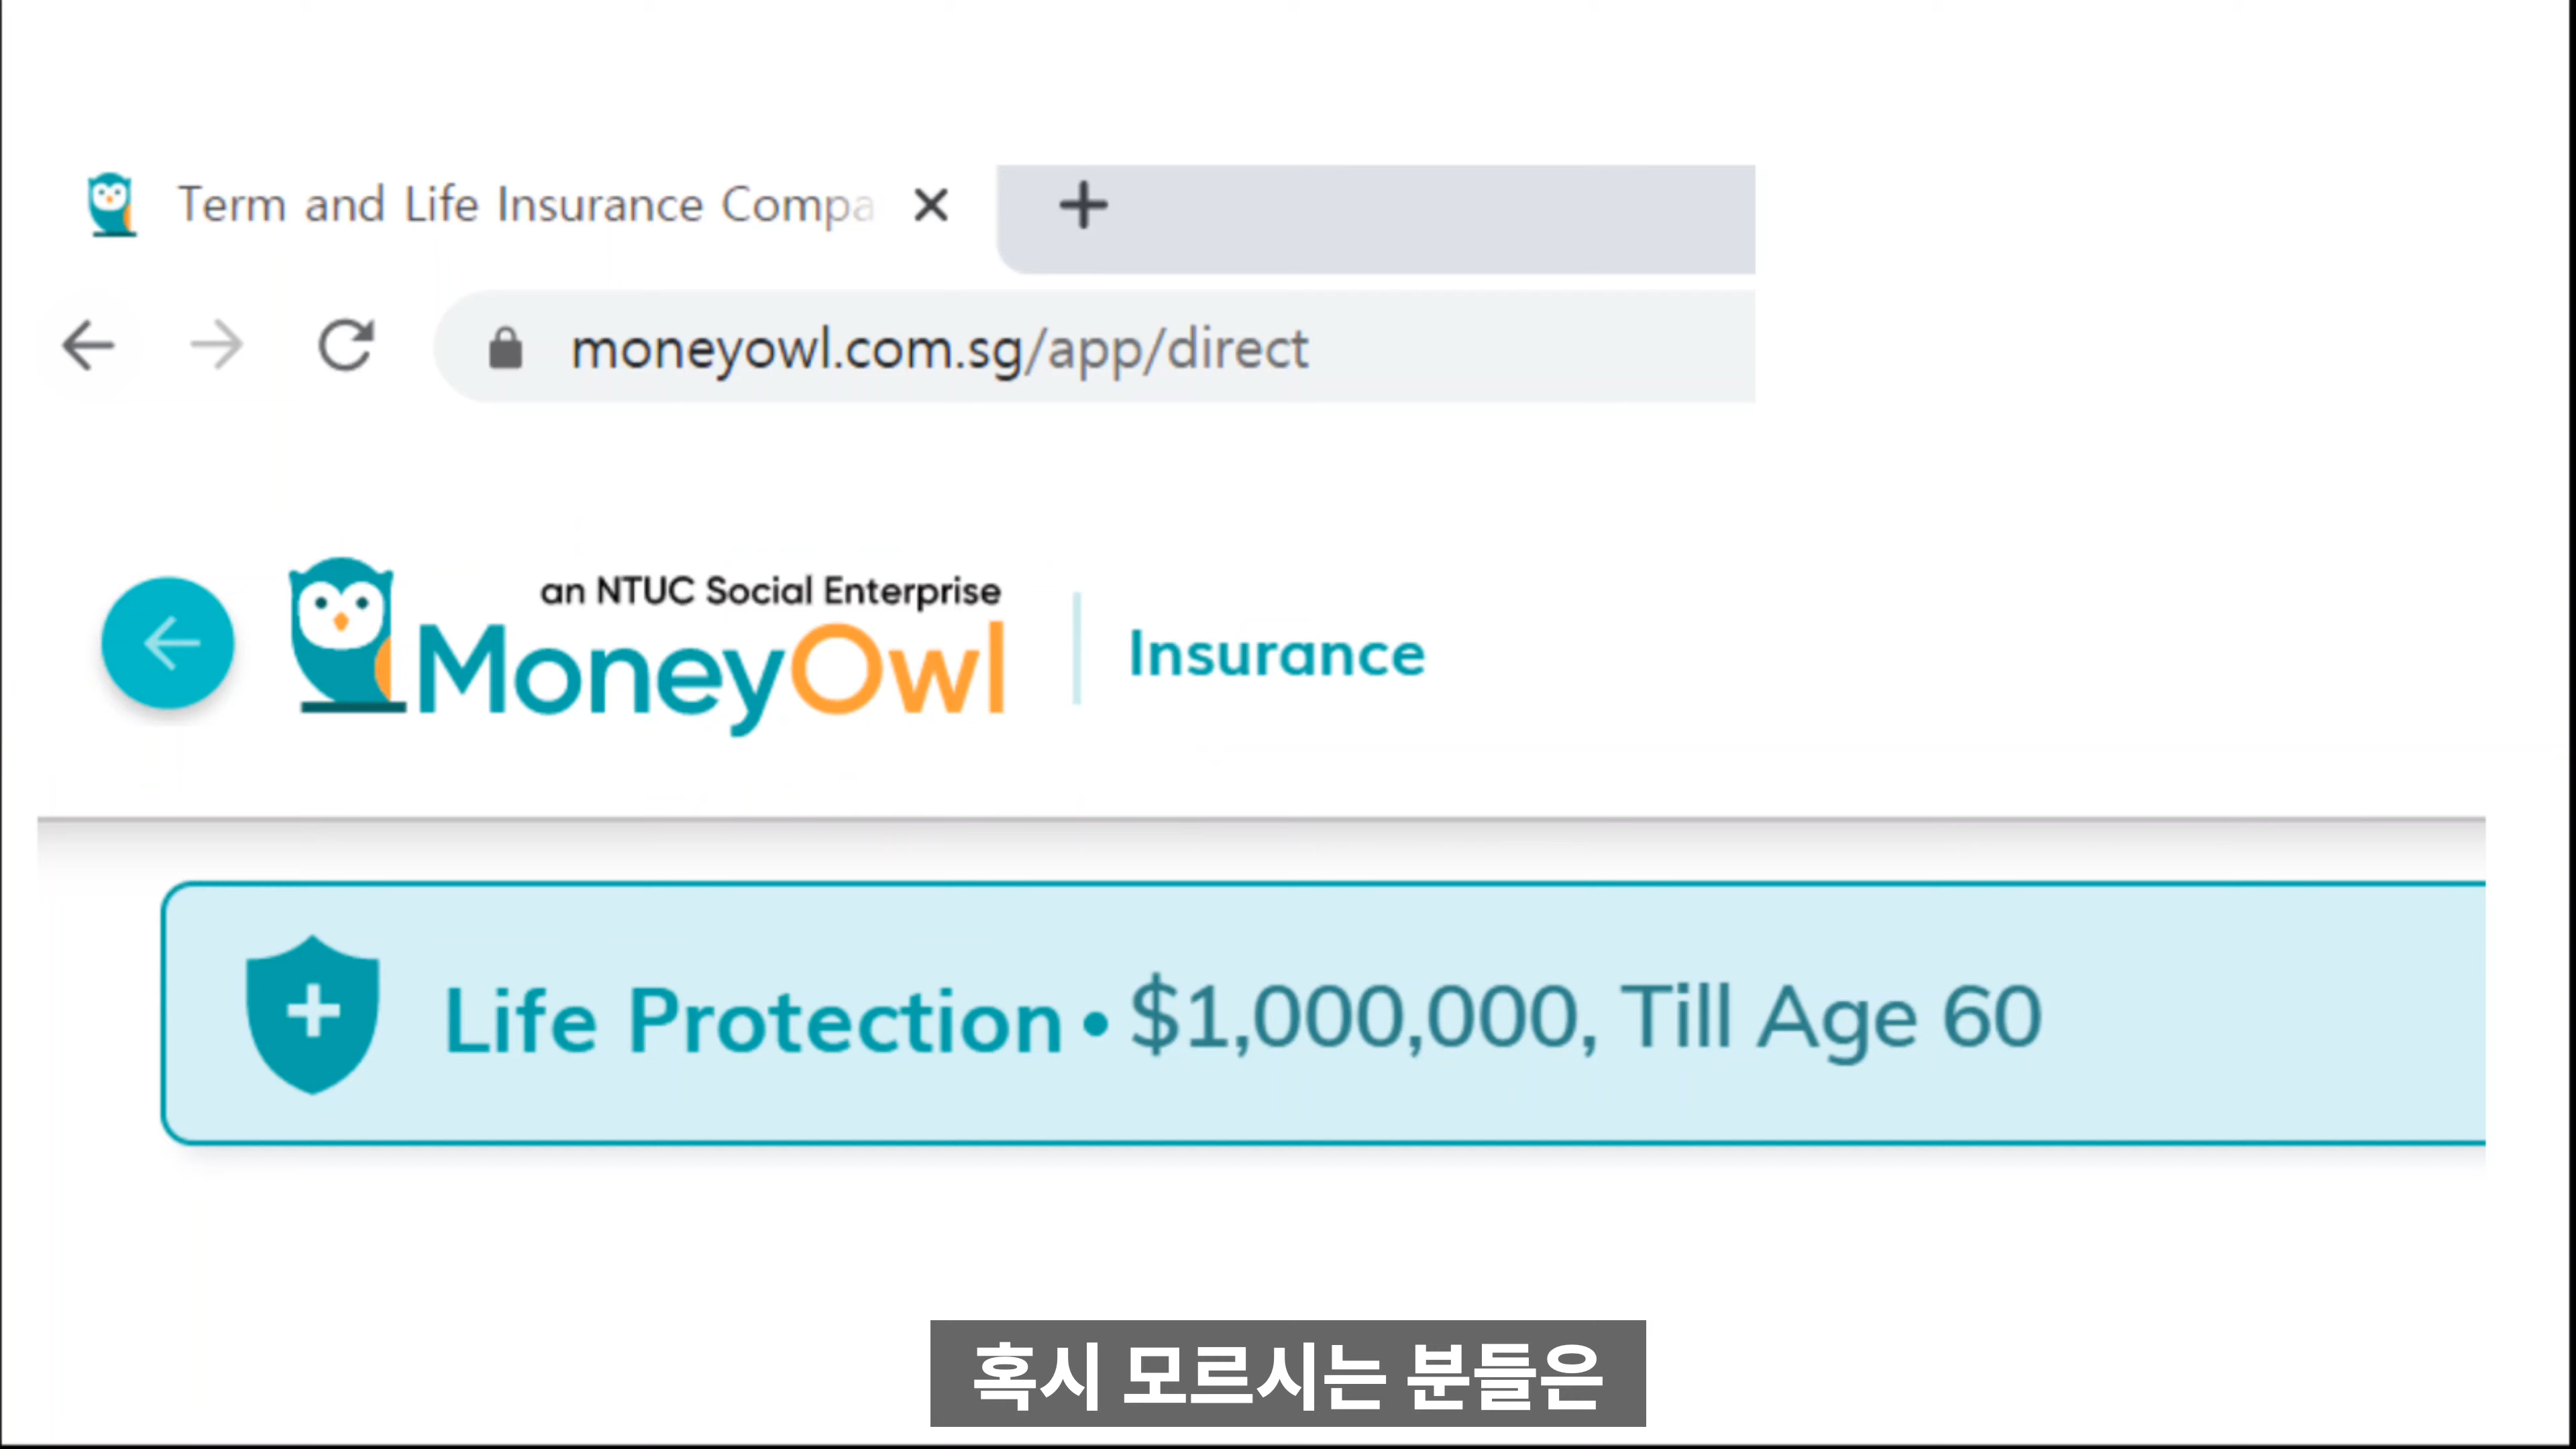 Term and Life Insurance Compa
moneyowl.com.sg/app/direct
an NTUC Social Enterprise
MoneyOwl
Insurance
Life Protection • $1,000,000, Till Age 60
혹시 모르시는 분들은